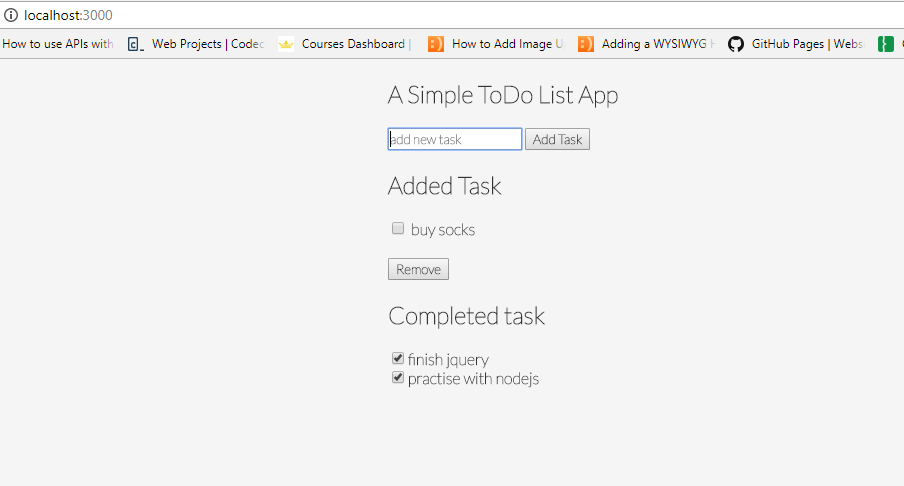 localhost:3000
How to use APIs with Web Projects | Codec Courses Dashboard | How to Add Image U Adding a WYSIWYG GitHub Pages | Webs
A Simple ToDo List App
add new task Add Task
Added Task
buy socks
Remove
Completed task
finish jquery
practise with nodejs